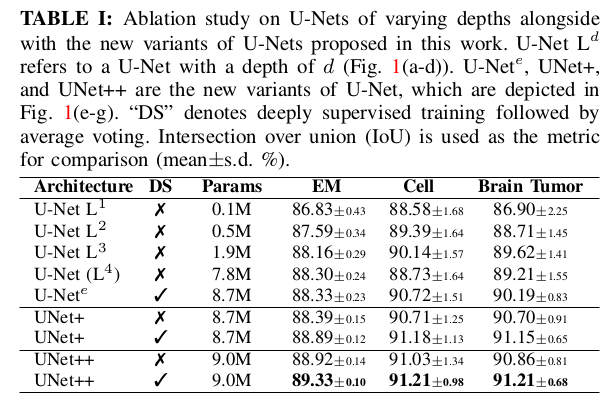 TABLE I: Ablation study on U-Nets of varying depths alongside
with the new variants of U-Nets proposed in this work. U-Net L^d
refers to a U-Net with a depth of d (Fig. 1(a-d)). U-Net^e, UNet+,
and UNet++ are the new variants of U-Net, which are depicted in
Fig. 1(e-g). “DS” denotes deeply supervised training followed by
average voting. Intersection over union (IoU) is used as the metric
for comparison (mean±s.d. %).
Architecture DS Params EM Cell Brain Tumor
U-Net L^1 ✗ 0.1M 86.83±0.43 88.58±1.68 86.90±2.25
U-Net L^2 ✗ 0.5M 87.59±0.34 89.39±1.64 88.71±1.45
U-Net L^3 ✗ 1.9M 88.16±0.29 90.14±1.57 89.62±1.41
U-Net (L^4) ✗ 7.8M 88.30±0.24 88.73±1.64 89.21±1.55
U-Net^e ✓ 8.7M 88.33±0.23 90.72±1.51 90.19±0.83
UNet+ ✗ 8.7M 88.39±0.15 90.71±1.25 90.70±0.91
UNet+ ✓ 8.7M 88.89±0.12 91.18±1.13 91.15±0.65
UNet++ ✗ 9.0M 88.92±0.14 91.03±1.34 90.86±0.81
UNet++ ✓ 9.0M 89.33±0.10 91.21±0.98 91.21±0.68